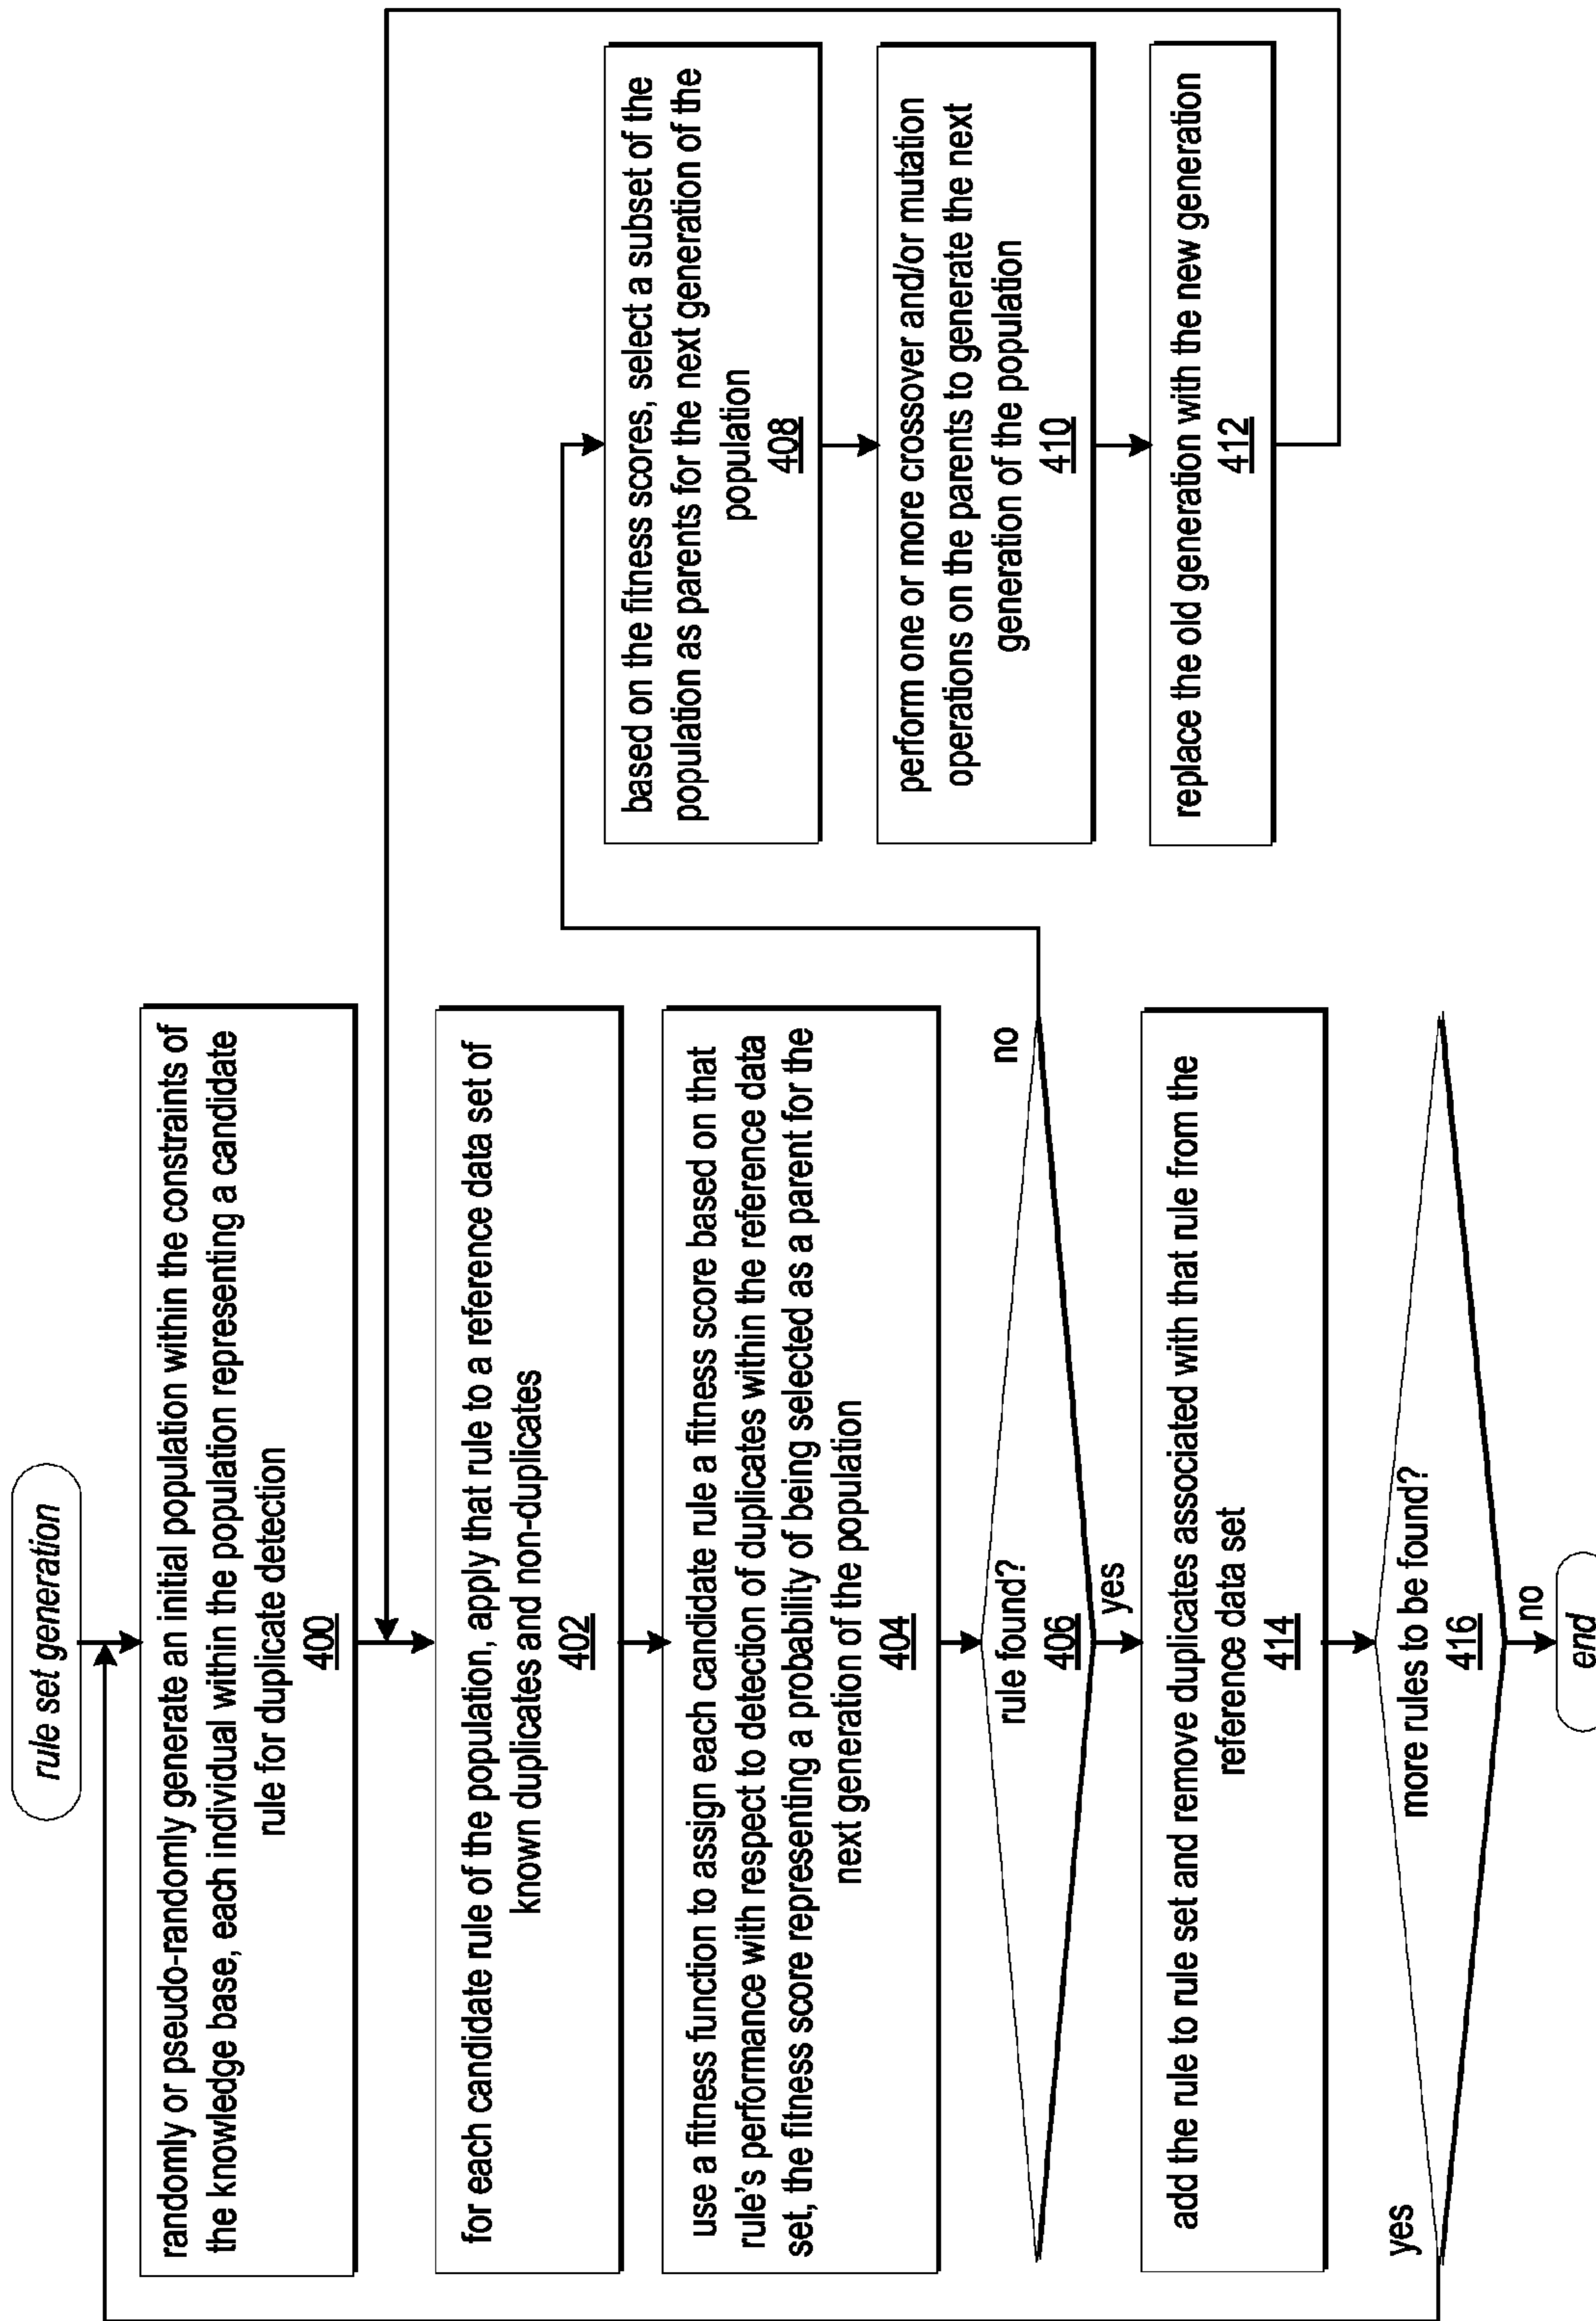 rule set generation
randomly or pseudo-randomly generate an initial population within the constraints of
the knowledge base, each individual within the population representing a candidate
rule for duplicate detection
400
for each candidate rule of the population, apply that rule to a reference data set of
known duplicates and non-duplicates
402
use a fitness function to assign each candidate rule a fitness score based on that
rule's performance with respect to detection of duplicates within the reference data
set, the fitness score representing a probability of being selected as a parent for the
next generation of the population
404
rule found?
406
no
yes
based on the fitness scores, select a subset of the
population as parents for the next generation of the
population
408
perform one or more crossover and/or mutation
operations on the parents to generate the next
generation of the population
410
replace the old generation with the new generation
412
add the rule to rule set and remove duplicates associated with that rule from the
reference data set
414
more rules to be found?
416
yes
no
end